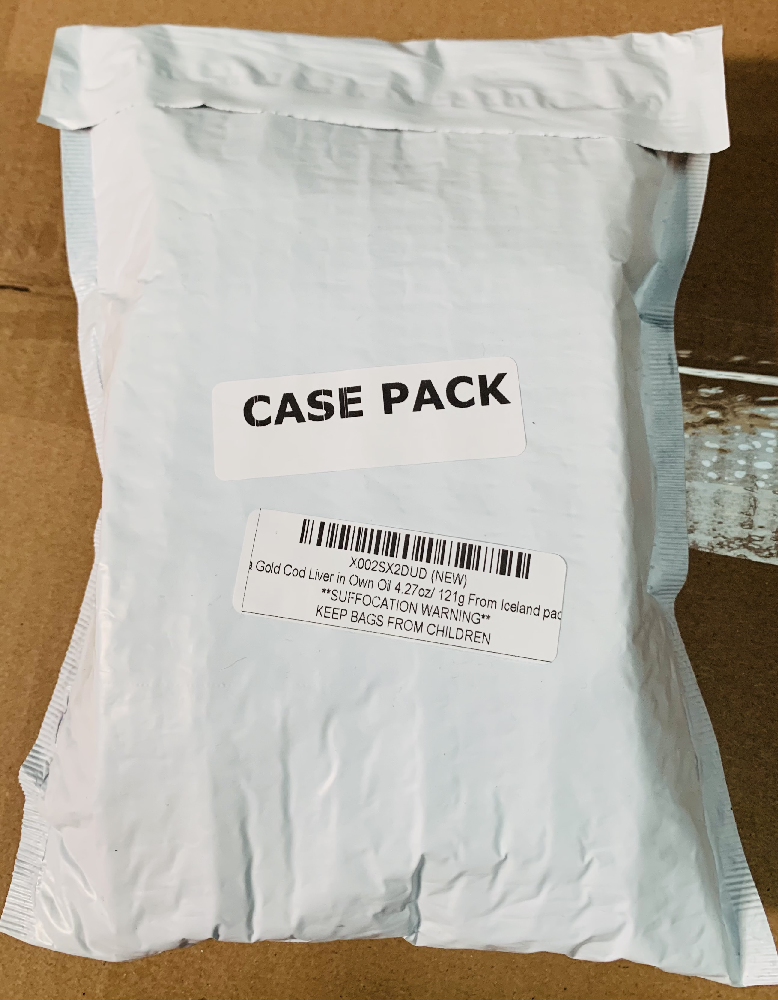 CASE PACK
X002SX2DUD (NEW)
Gold Cod Liver in Own Oil 4.27oz/ 121g From Iceland pac
**SUFFOCATION WARNING**
KEEP BAGS FROM CHILDREN